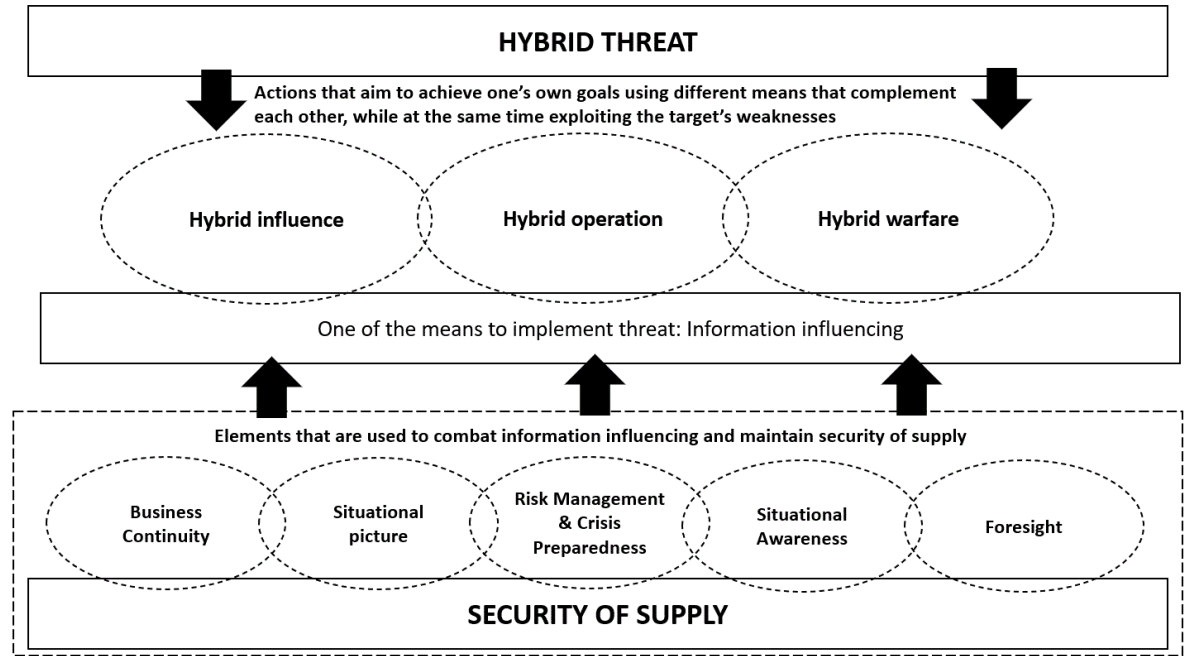 HYBRID THREAT
Actions that aim to achieve one’s own goals using different means that complement
each other, while at the same time exploiting the target’s weaknesses
Hybrid influence
Hybrid operation
Hybrid warfare
One of the means to implement threat: Information influencing
Elements that are used to combat information influencing and maintain security of supply
Business
Continuity
Situational
picture
Risk Management
& Crisis
Preparedness
Situational
Awareness
Foresight
SECURITY OF SUPPLY